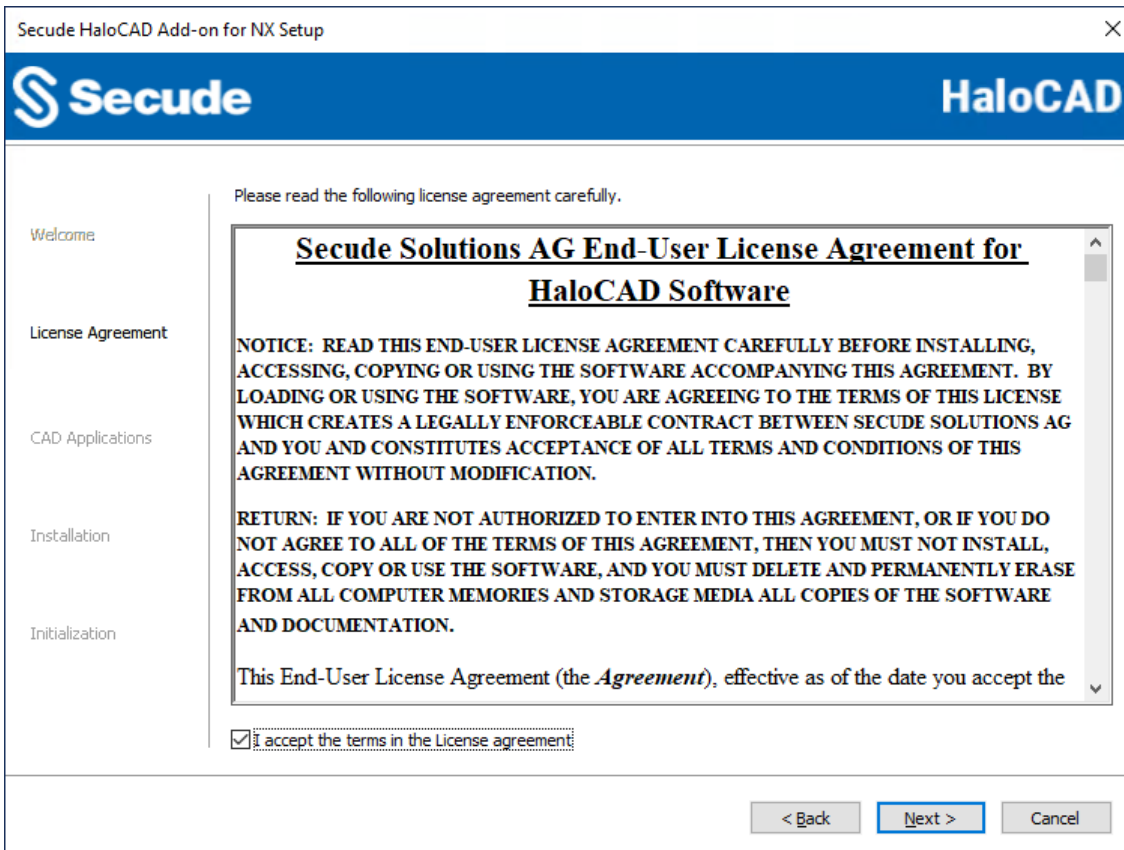 Secude HaloCAD Add-on for NX Setup
Secude
HaloCAD
Please read the following license agreement carefully.
Welcome
License Agreement
CAD Applications
Installation
Initialization
Secude Solutions AG End-User License Agreement for
HaloCAD Software
NOTICE: READ THIS END-USER LICENSE AGREEMENT CAREFULLY BEFORE INSTALLING,
ACCESSING, COPYING OR USING THE SOFTWARE ACCOMPANYING THIS AGREEMENT. BY
LOADING OR USING THE SOFTWARE, YOU ARE AGREEING TO THE TERMS OF THIS LICENSE
WHICH CREATES A LEGALLY ENFORCEABLE CONTRACT BETWEEN SECUDE SOLUTIONS AG
AND YOU AND CONSTITUTES ACCEPTANCE OF ALL TERMS AND CONDITIONS OF THIS
AGREEMENT WITHOUT MODIFICATION.
RETURN: IF YOU ARE NOT AUTHORIZED TO ENTER INTO THIS AGREEMENT, OR IF YOU DO
NOT AGREE TO ALL OF THE TERMS OF THIS AGREEMENT, THEN YOU MUST NOT INSTALL,
ACCESS, COPY OR USE THE SOFTWARE, AND YOU MUST DELETE AND PERMANENTLY ERASE
FROM ALL COMPUTER MEMORIES AND STORAGE MEDIA ALL COPIES OF THE SOFTWARE
AND DOCUMENTATION.
This End-User License Agreement (the Agreement), effective as of the date you accept the
I accept the terms in the License agreement
< Back
Next >
Cancel